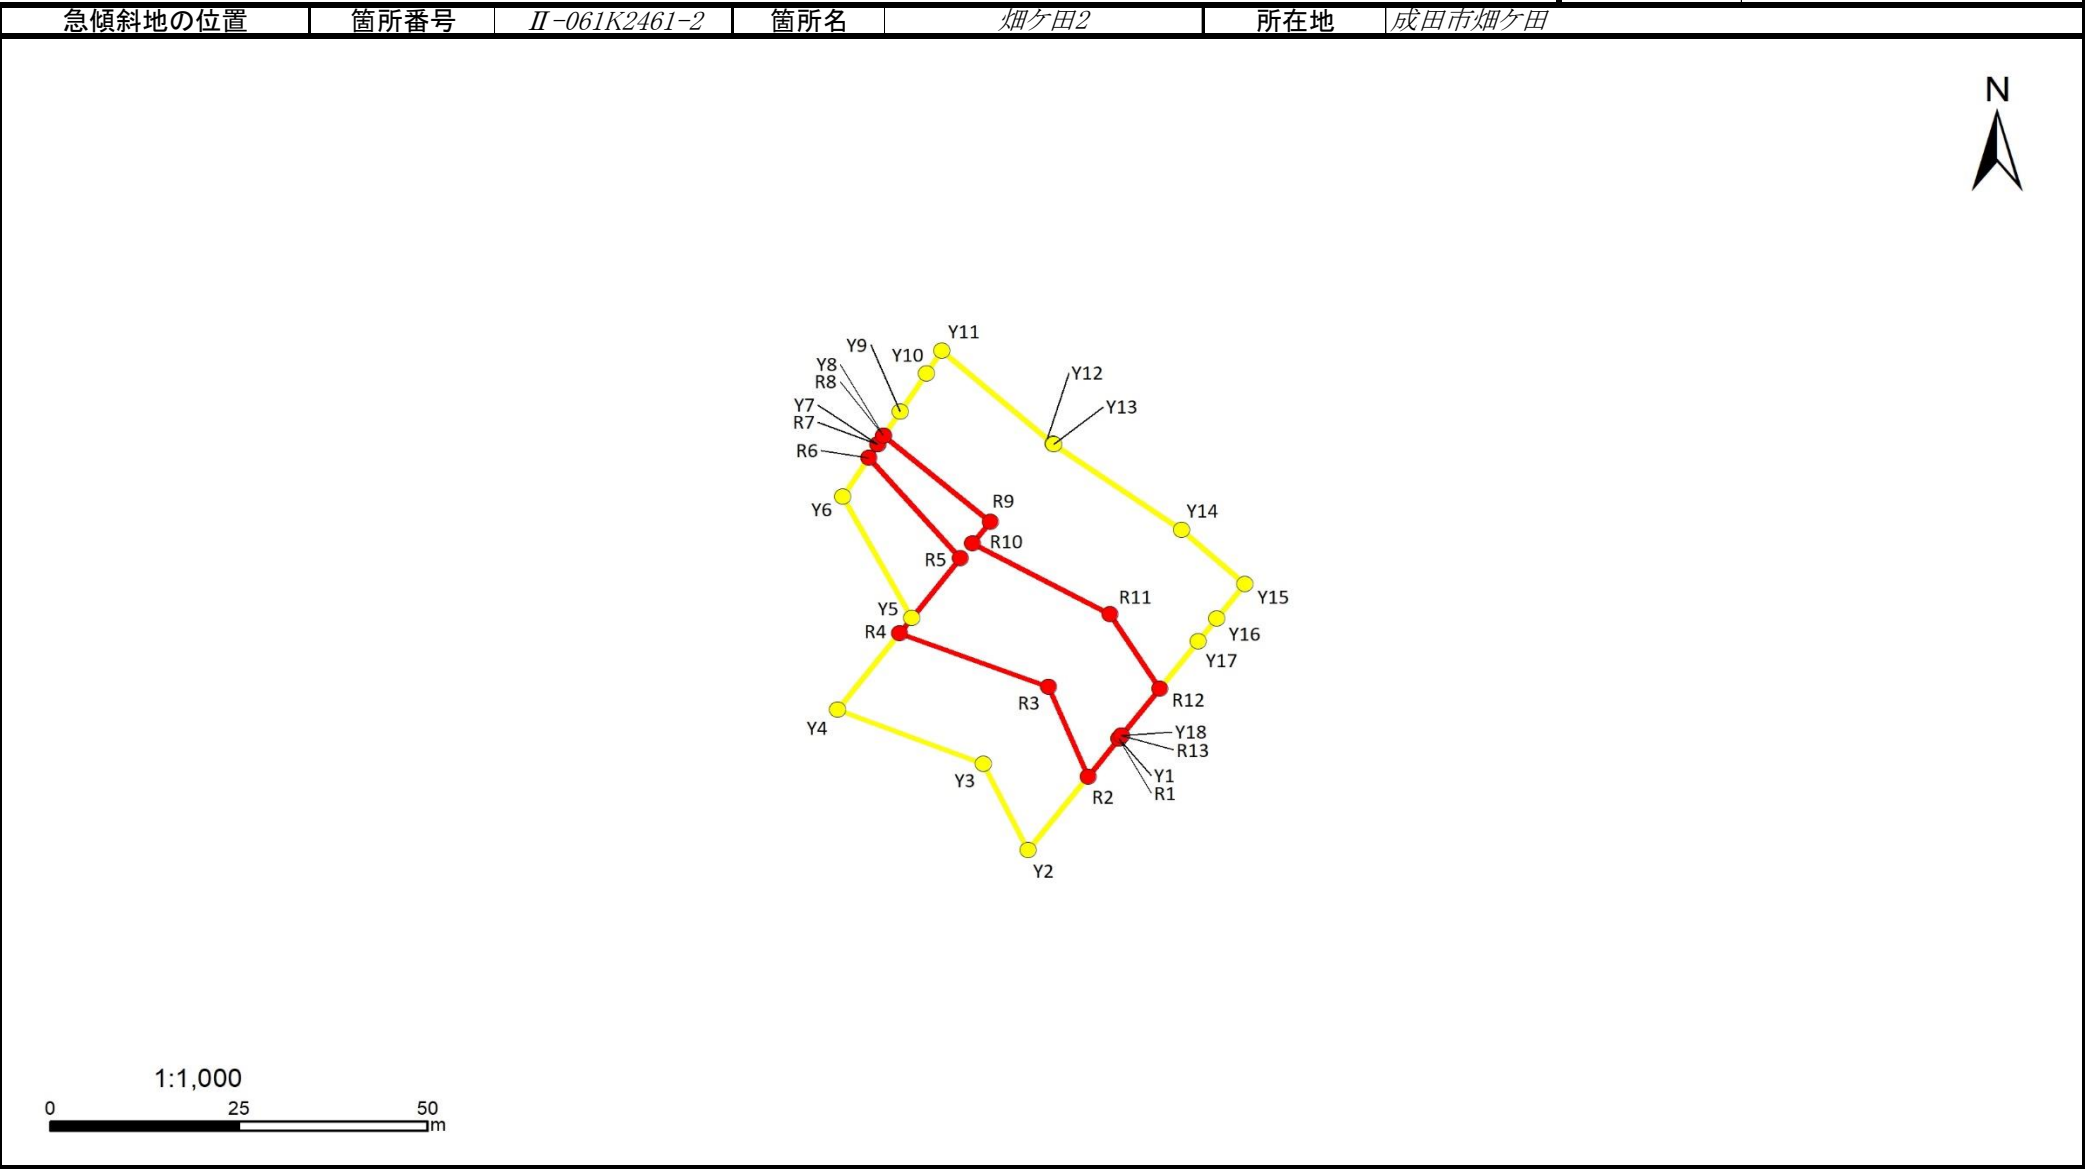 急傾斜地の位置 箇所番号 Ⅱ-061K2461-2 箇所名 畑ケ田2 所在地 成田市畑ケ田
N
Y11
Y9
Y10
Y8
Y12
R8
Y7
Y13
R7
R6
R9
Y6
Y14
R10
R5
Y15
R11
Y5
R4
Y16
Y17
R12
R3
Y4
Y18
R13
Y1
Y3
R1
R2
Y2
1:1,000
0 25 50
m